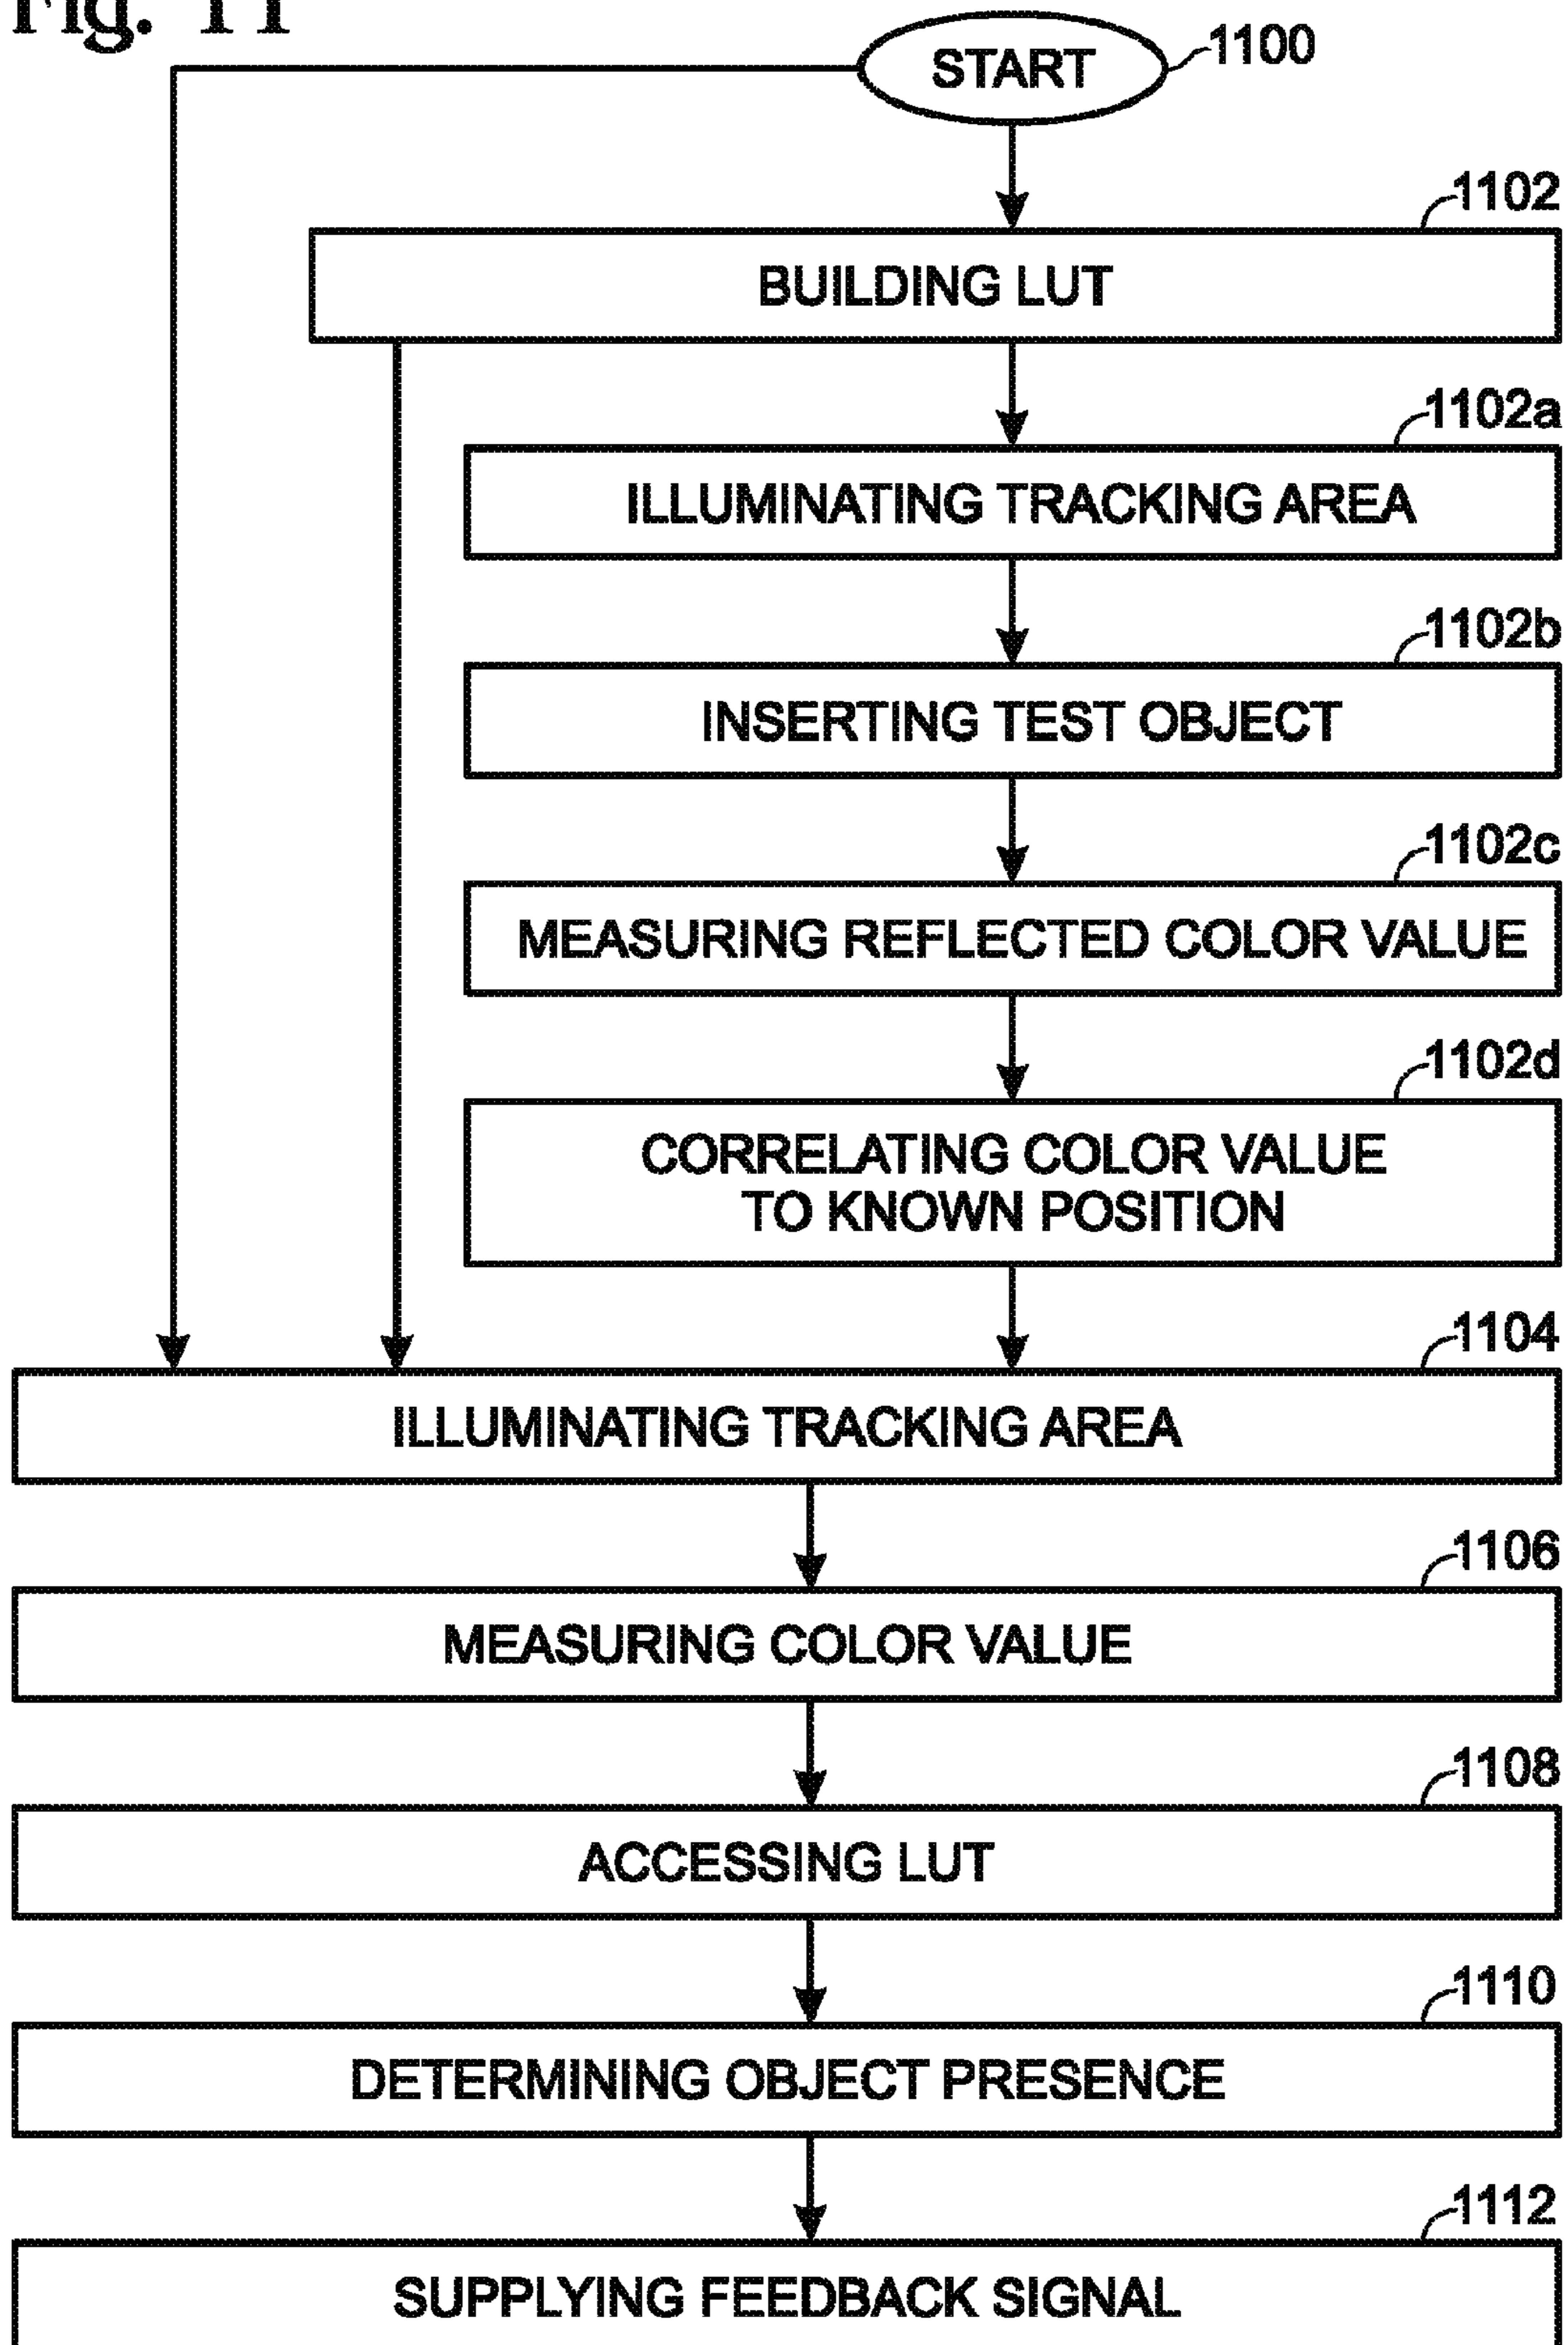 Fig. 11
START
1100
1102
BUILDING LUT
1102a
ILLUMINATING TRACKING AREA
1102b
INSERTING TEST OBJECT
1102c
MEASURING REFLECTED COLOR VALUE
1102d
CORRELATING COLOR VALUE
TO KNOWN POSITION
1104
ILLUMINATING TRACKING AREA
1106
MEASURING COLOR VALUE
1108
ACCESSING LUT
1110
DETERMINING OBJECT PRESENCE
1112
SUPPLYING FEEDBACK SIGNAL